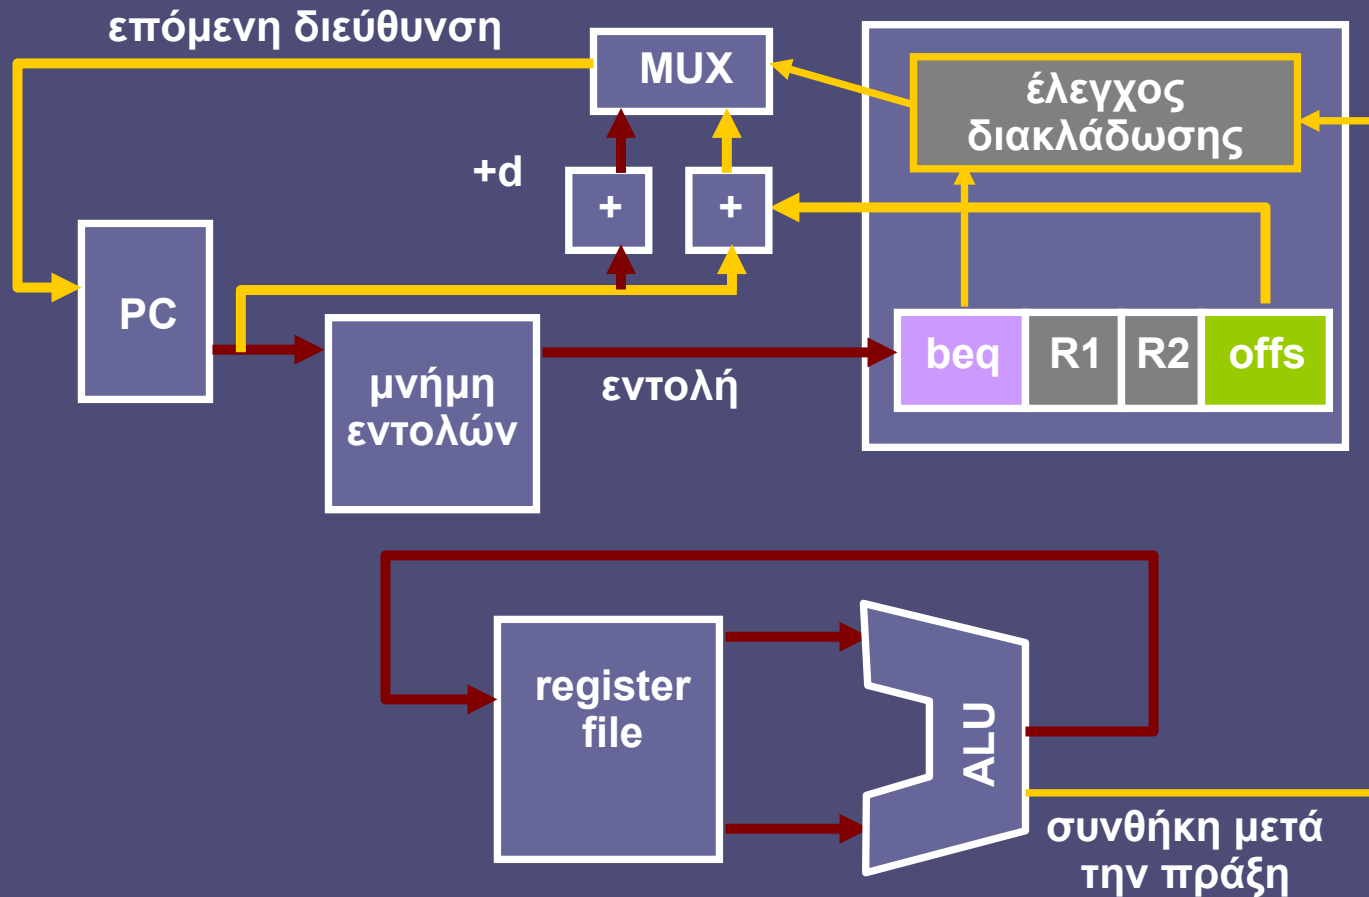 επόμενη διεύθυνση
MUX
έλεγχος
διακλάδωσης
+d
+
+
PC
beq
R1
R2
offs
μνήμη
εντολών
εντολή
register
file
ALU
συνθήκη μετά
την πράξη